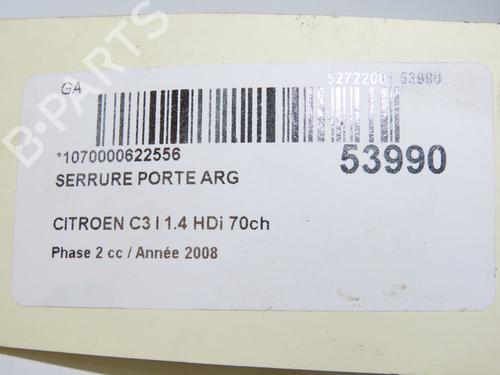 GA
52722001 53990
*1070000622556
53990
SERRURE PORTE ARG
CITROEN C3 I 1.4 HDi 70ch
Phase 2 cc / Année 2008
B-PARTS